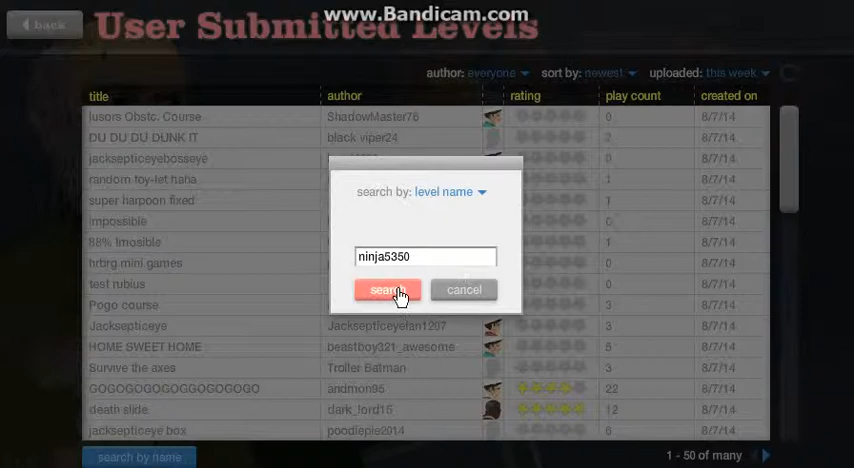 www.Bandicam.com
back
User Submitted Levels
author: everyone sort by: newest uploaded: this week
title author rating play count created on
lusors Obstc. Course ShadowMaster76 0 8/7/14
DU DU DU DUNK IT black viper24 2 8/7/14
jacksepticeyebosseye 0 8/7/14
random toy-let haha 1 8/7/14
super harpoon fixed 1 8/7/14
impossible 0 8/7/14
88% Imosible 1 8/7/14
hrbrg mini games 0 8/7/14
test rubius 0 8/7/14
Pogo course 3 8/7/14
Jacksepticeye Jacksepticeyefan1207 3 8/7/14
HOME SWEET HOME beastboy321_awesome 5 8/7/14
Survive the axes Trailer Batman 3 8/7/14
GOGOGOGOGOGGOGOGOGO andmon95 22 8/7/14
death slide dark_lord15 12 8/7/14
jacksepticeye box poodiepie2014 6 8/7/14
search by: level name
ninja5350
search cancel
search by name 1 - 50 of many